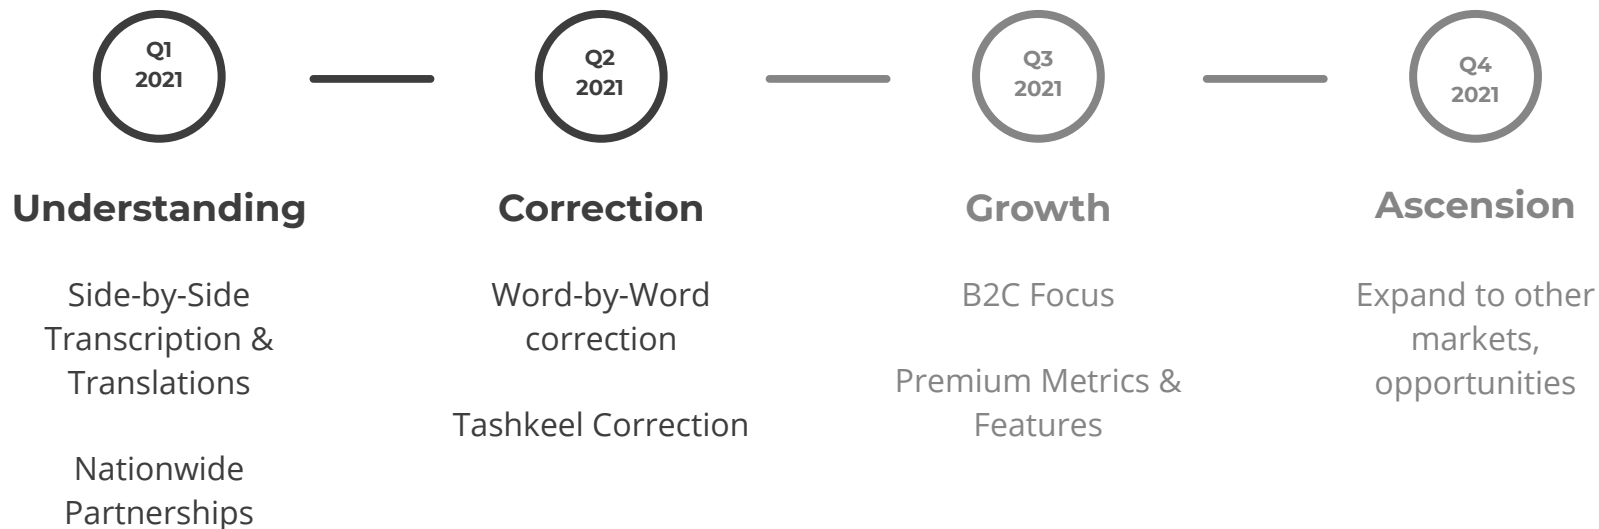 Q1
2021
Understanding
Side-by-Side
Transcription &
Translations
Nationwide
Partnerships
Q2
2021
Correction
Word-by-Word
correction
Tashkeel Correction
Q3
2021
Growth
B2C Focus
Premium Metrics &
Features
Q4
2021
Ascension
Expand to other
markets,
opportunities